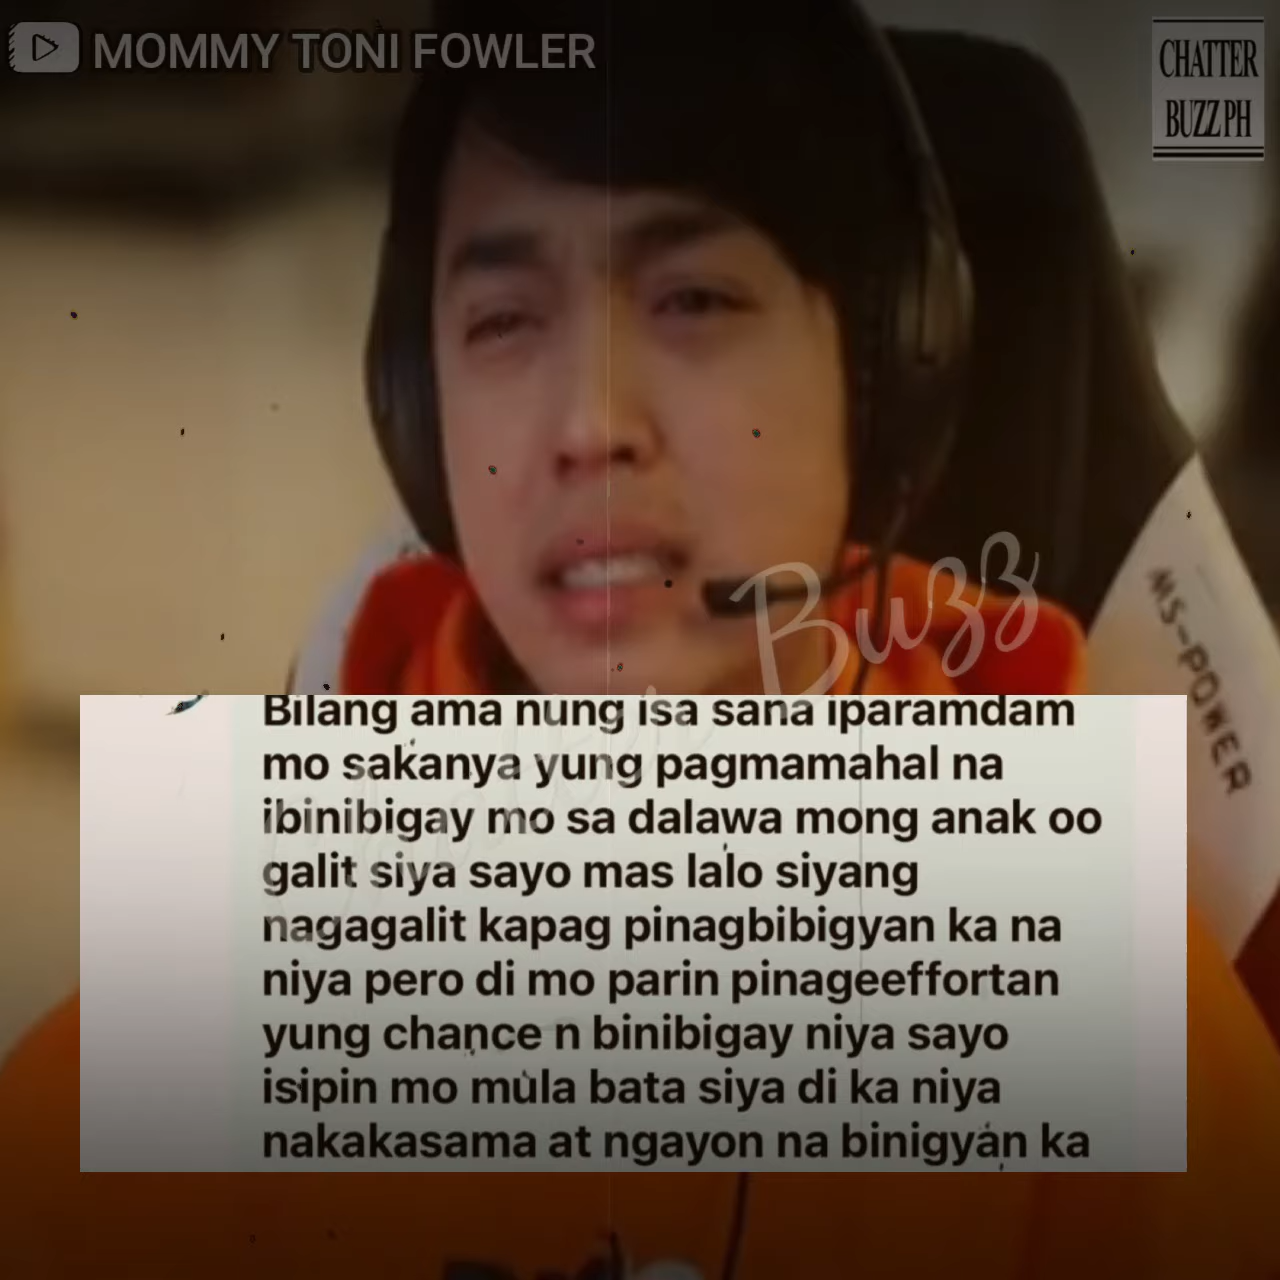 MOMMY TONI FOWLER
CHATTER
BUZZ PH
MS-POWER
Chatter Buzz
Bilang ama nung isa sana iparamdam
mo sakanya yung pagmamahal na
ibinibigay mo sa dalawa mong anak oo
galit siya sayo mas lalo siyang
nagagalit kapag pinagbibigyan ka na
niya pero di mo parin pinageeffortan
yung chance n binibigay niya sayo
isipin mo mula bata siya di ka niya
nakakasama at ngayon na binigyan ka